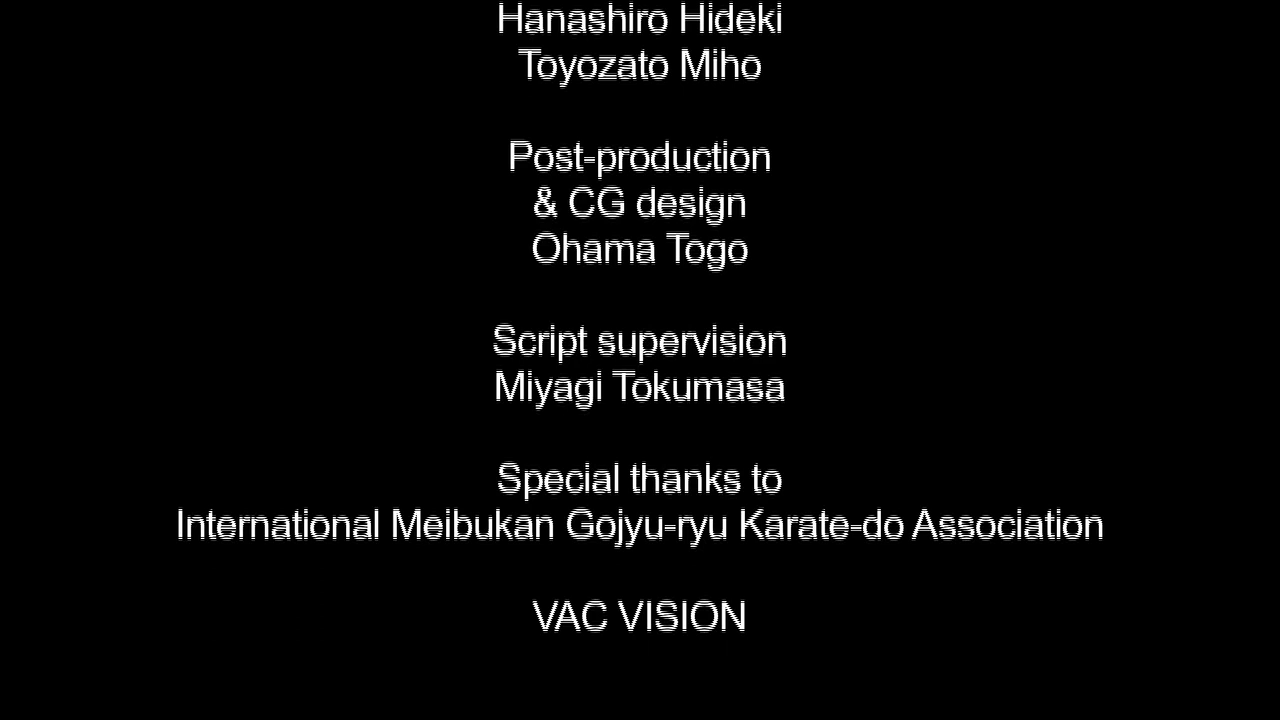 Hanashiro Hideki
Toyozato Miho
Post-production
& CG design
Ohama Togo
Script supervision
Miyagi Tokumasa
Special thanks to
International Meibukan Gojyu-ryu Karate-do Association
VAC VISION